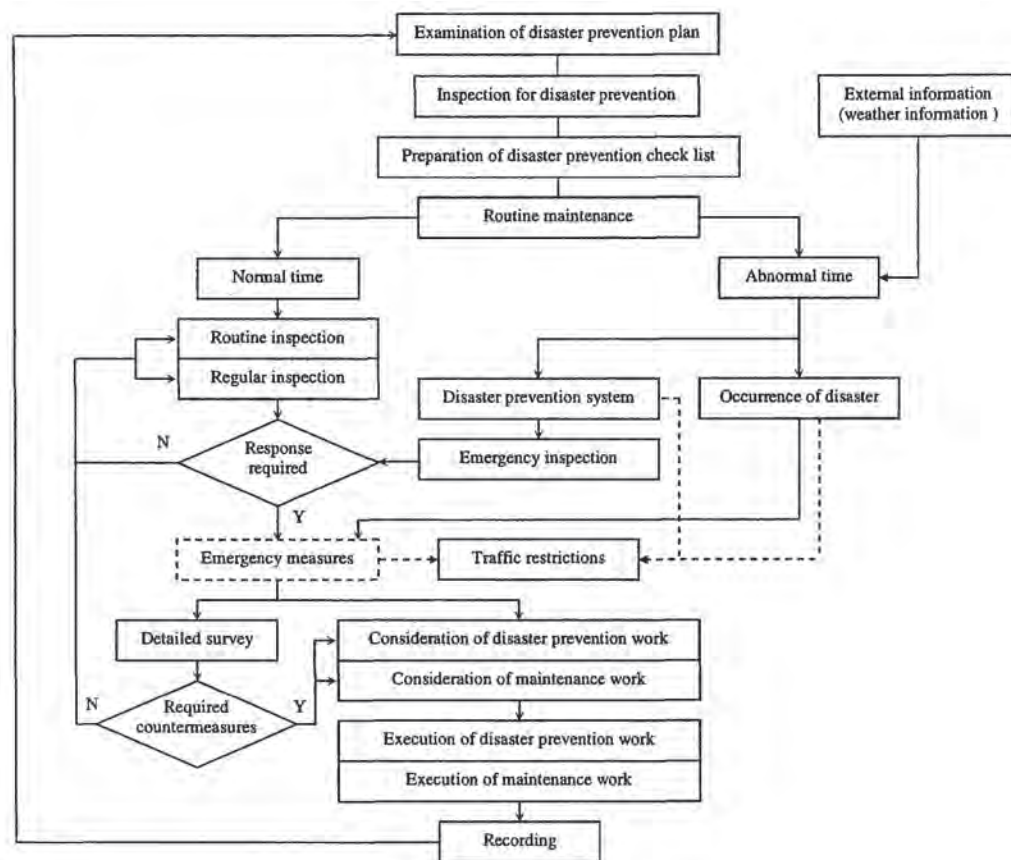 Examination of disaster prevention plan
Inspection for disaster prevention
External information
(weather information )
Preparation of disaster prevention check list
Routine maintenance
Normal time
Abnormal time
Routine inspection
Regular inspection
Disaster prevention system
Occurrence of disaster
N
Response
required
Emergency inspection
Y
Emergency measures
Traffic restrictions
Detailed survey
Consideration of disaster prevention work
Consideration of maintenance work
N
Required
countermeasures
Y
Execution of disaster prevention work
Execution of maintenance work
Recording